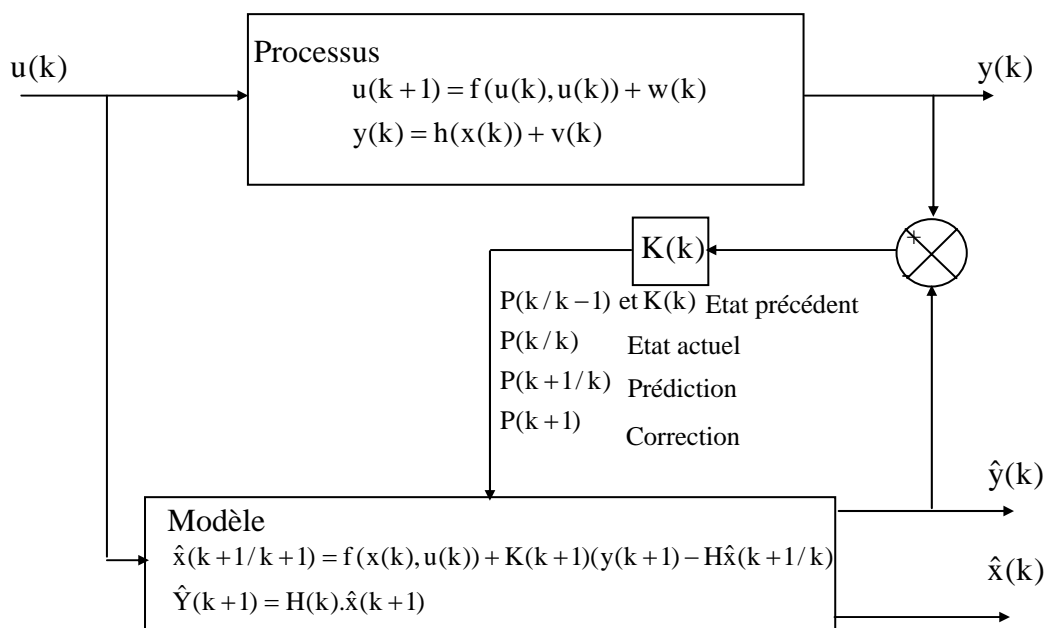 Processus
u(k)
u(k+1) = f(u(k),u(k)) + w(k)
y(k) = h(x(k)) + v(k)
y(k)
+
-
K(k)
P(k/k−1) et K(k) Etat précédent
P(k/k) Etat actuel
P(k+1/k) Prédiction
P(k+1) Correction
ŷ(k)
Modèle
x̂(k+1/k+1) = f(x(k),u(k)) + K(k+1)(y(k+1) − Hx̂(k+1/k)
Ŷ(k+1) = H(k).x̂(k+1)
x̂(k)